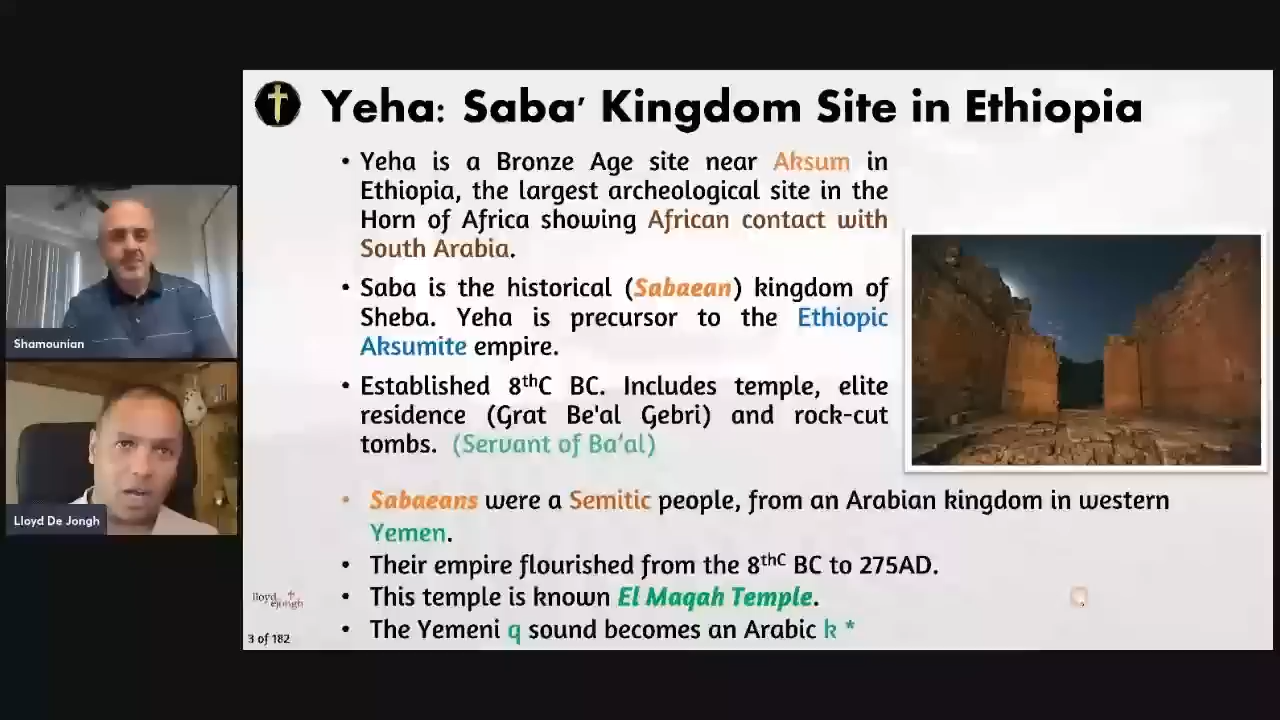 Yeha: Saba' Kingdom Site in Ethiopia
• Yeha is a Bronze Age site near Aksum in
Ethiopia, the largest archeological site in the
Horn of Africa showing African contact with
South Arabia.
• Saba is the historical (Sabaean) kingdom of
Sheba. Yeha is precursor to the Ethiopic
Aksumite empire.
• Established 8thC BC. Includes temple, elite
residence (Grat Be'al Gebri) and rock-cut
tombs. (Servant of Ba'al)
• Sabaeans were a Semitic people, from an Arabian kingdom in western
Yemen.
• Their empire flourished from the 8thC BC to 275AD.
• This temple is known El Maqah Temple.
• The Yemeni q sound becomes an Arabic k *
Shamounian
Lloyd De Jongh
lloyd
dejongh
3 of 182